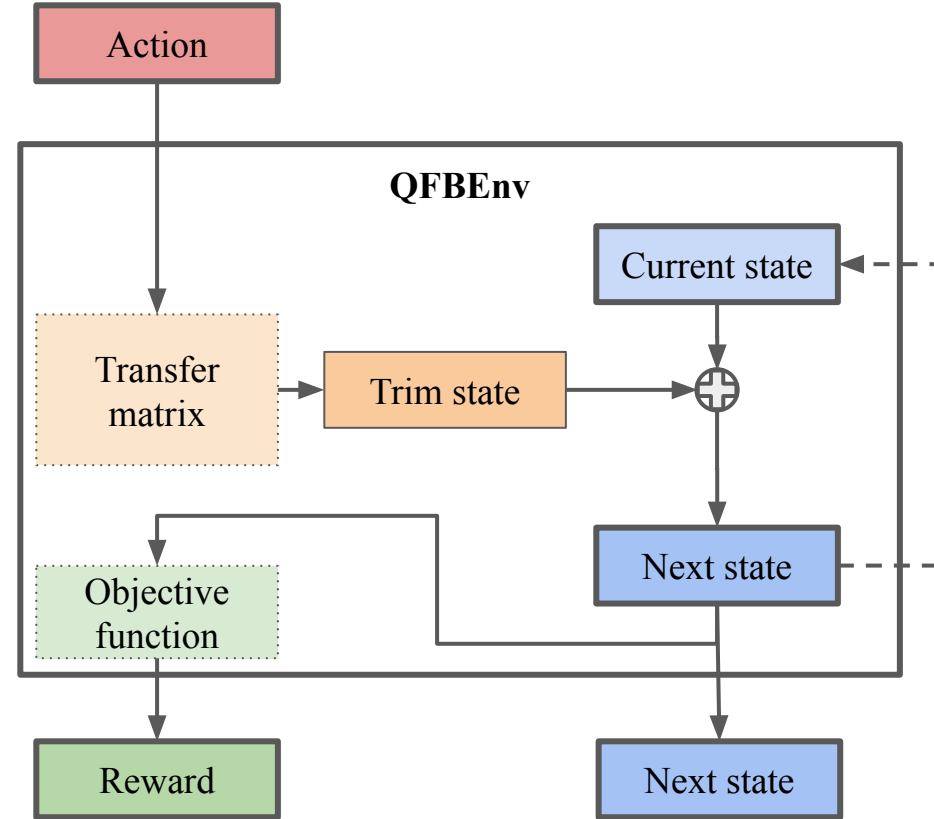 Action
QFBEnv
Current state
Transfer
matrix
Trim state
Next state
Objective
function
Reward
Next state